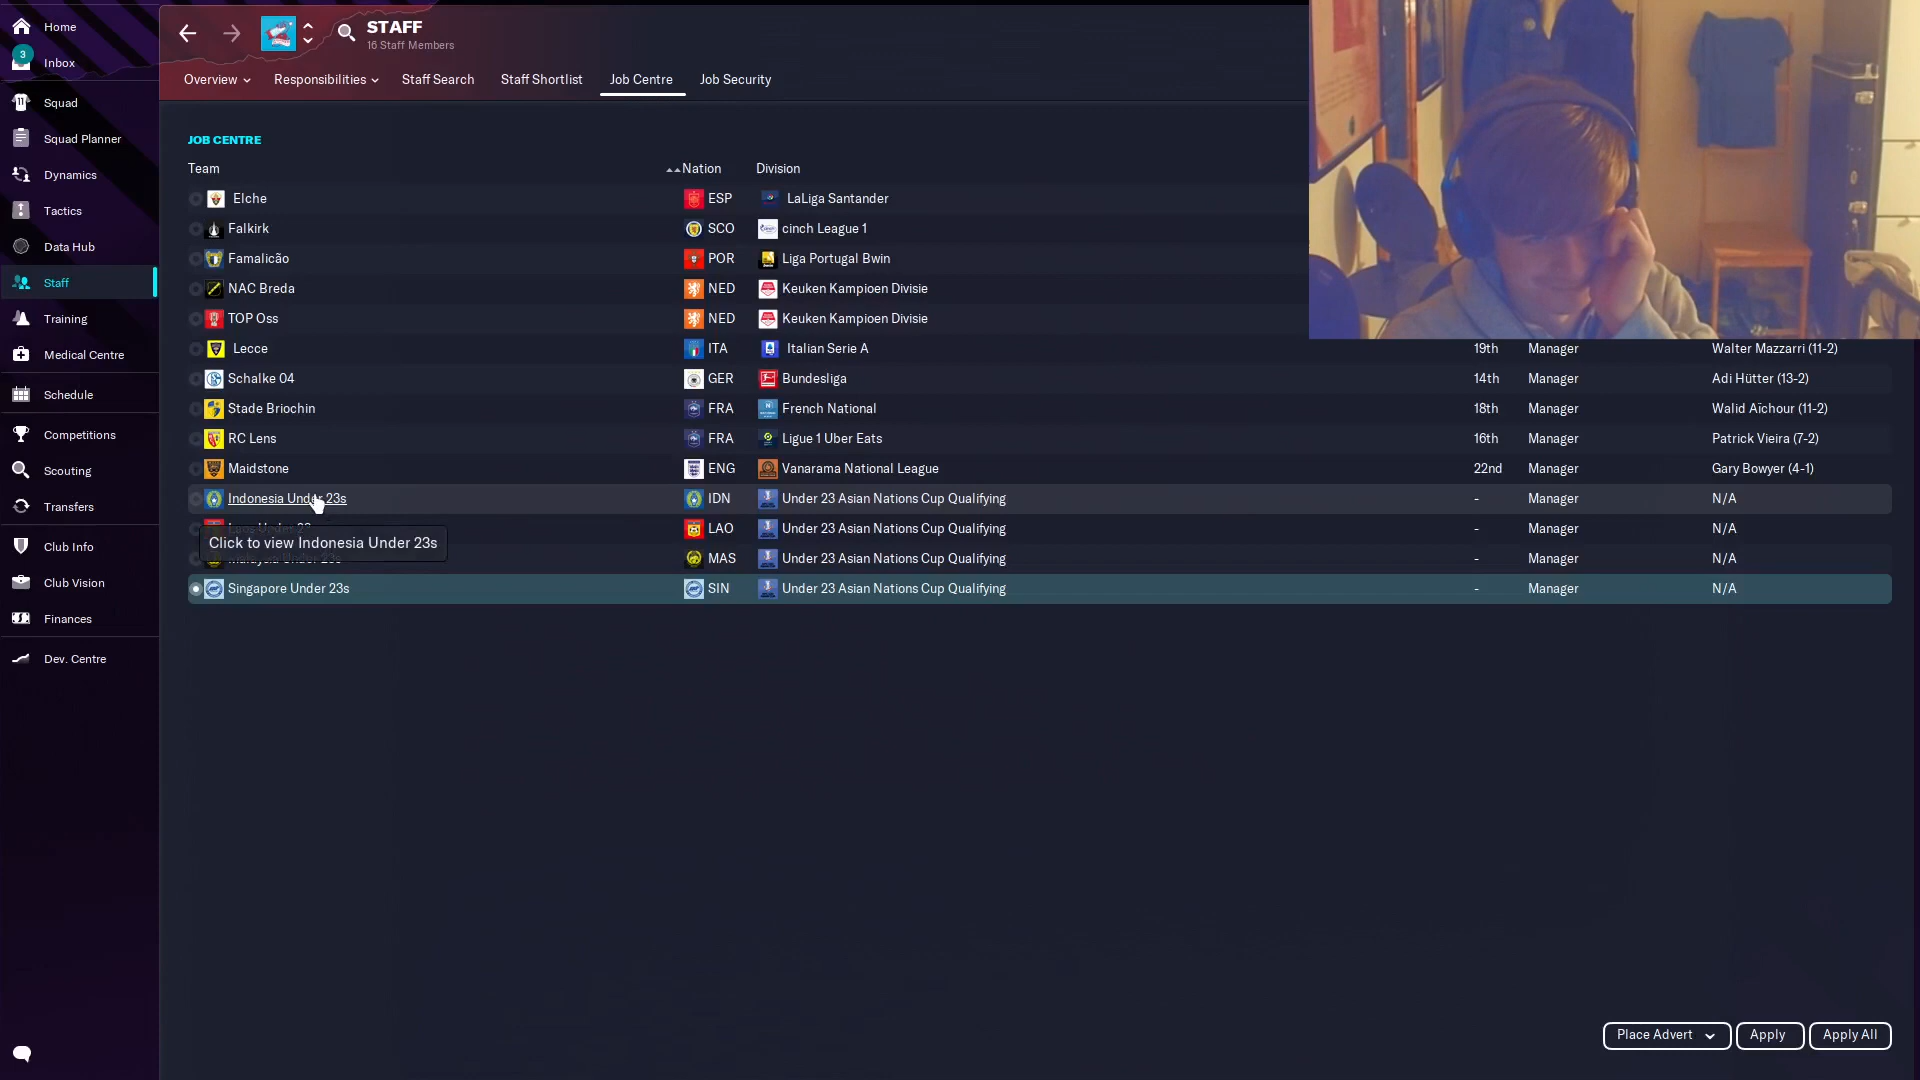 Home
3
Inbox
Squad
Squad Planner
Dynamics
Tactics
Data Hub
Staff
Training
Medical Centre
Schedule
Competitions
Scouting
Transfers
Club Info
Club Vision
Finances
Dev. Centre
STAFF
16 Staff Members
Overview Responsibilities Staff Search Staff Shortlist Job Centre Job Security
JOB CENTRE
Team Nation Division
Elche ESP LaLiga Santander
Falkirk SCO cinch League 1
Famalicão POR Liga Portugal Bwin
NAC Breda NED Keuken Kampioen Divisie
TOP Oss NED Keuken Kampioen Divisie
Lecce ITA Italian Serie A 19th Manager Walter Mazzarri (11-2)
Schalke 04 GER Bundesliga 14th Manager Adi Hütter (13-2)
Stade Briochin FRA French National 18th Manager Walid Aïchour (11-2)
RC Lens FRA Ligue 1 Uber Eats 16th Manager Patrick Vieira (7-2)
Maidstone ENG Vanarama National League 22nd Manager Gary Bowyer (4-1)
Indonesia Under 23s IDN Under 23 Asian Nations Cup Qualifying - Manager N/A
LAO Under 23 Asian Nations Cup Qualifying - Manager N/A
Click to view Indonesia Under 23s
MAS Under 23 Asian Nations Cup Qualifying - Manager N/A
Singapore Under 23s SIN Under 23 Asian Nations Cup Qualifying - Manager N/A
Place Advert Apply Apply All